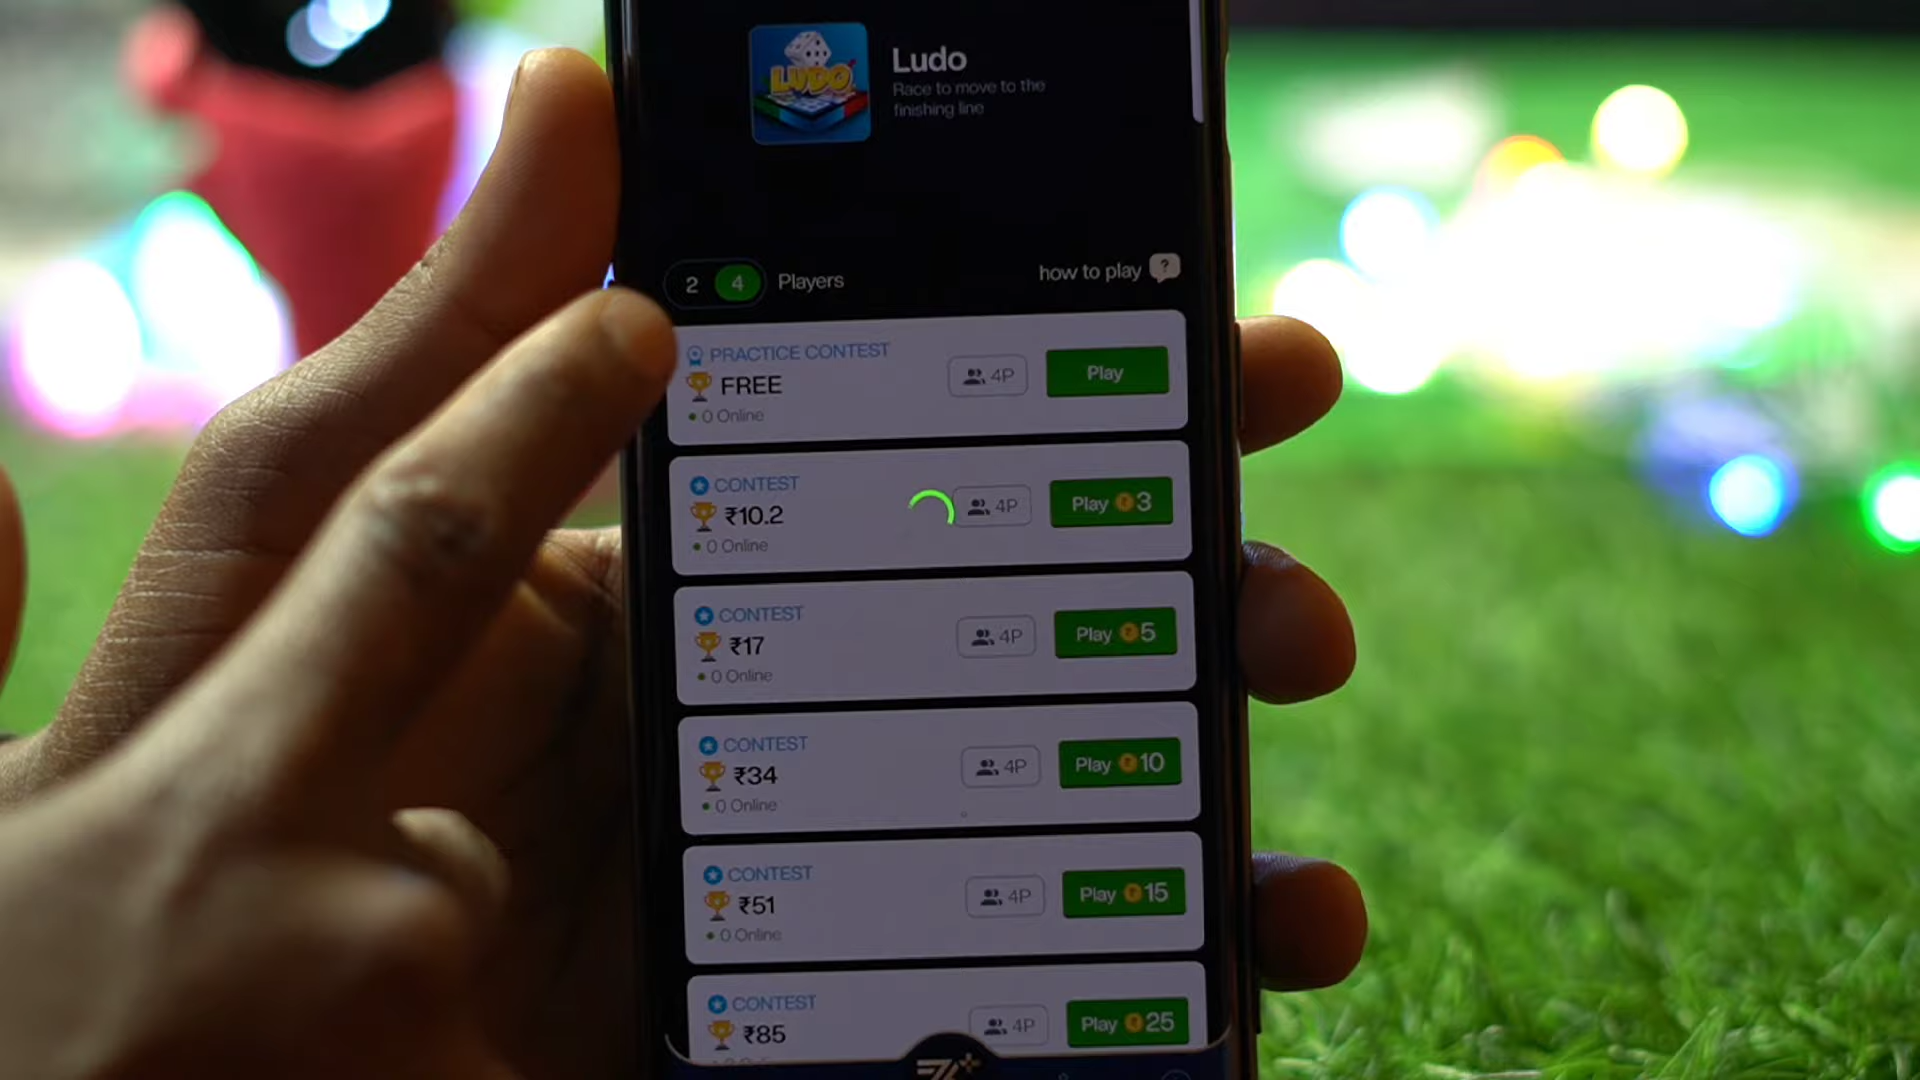 LUDO
Ludo
Race to move to the
finishing line
2 4 Players
how to play ?
PRACTICE CONTEST
FREE
0 Online
4P
Play
CONTEST
₹10.2
0 Online
4P
Play ₹3
CONTEST
₹17
0 Online
4P
Play ₹5
CONTEST
₹34
0 Online
4P
Play ₹10
CONTEST
₹51
0 Online
4P
Play ₹15
CONTEST
₹85
4P
Play ₹25